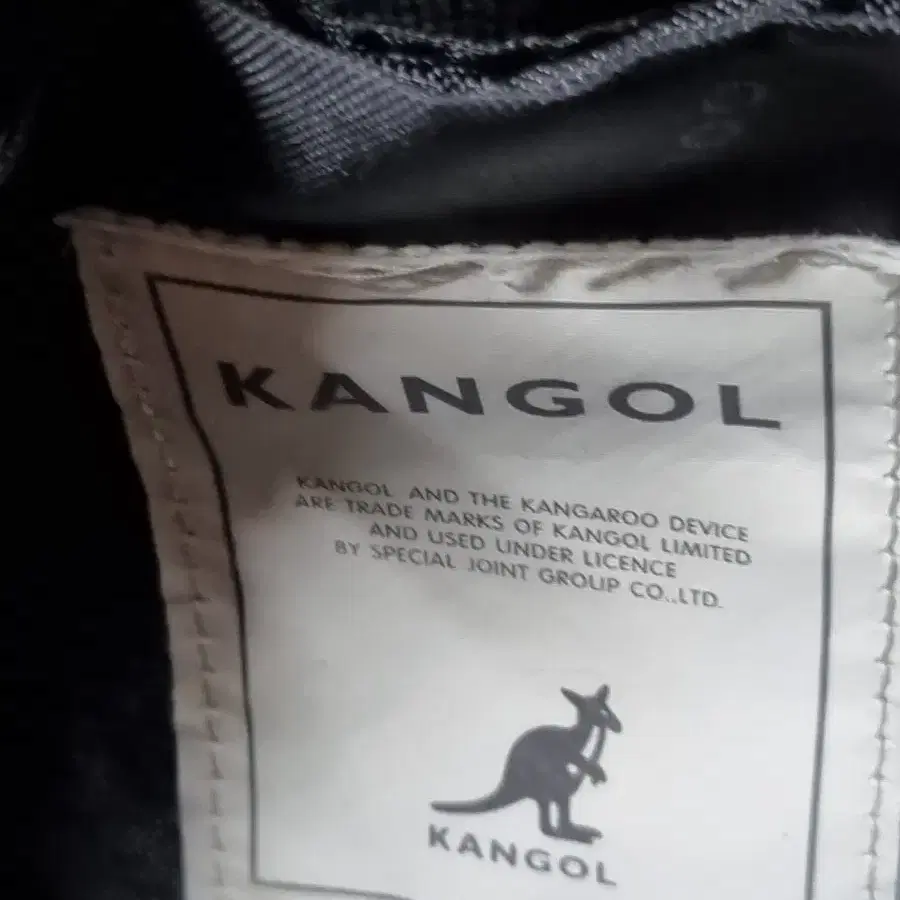 KANGOL
KANGOL AND THE KANGAROO DEVICE
ARE TRADE MARKS OF KANGOL LIMITED
AND USED UNDER LICENCE
BY SPECIAL JOINT GROUP CO.,LTD.
KANGOL